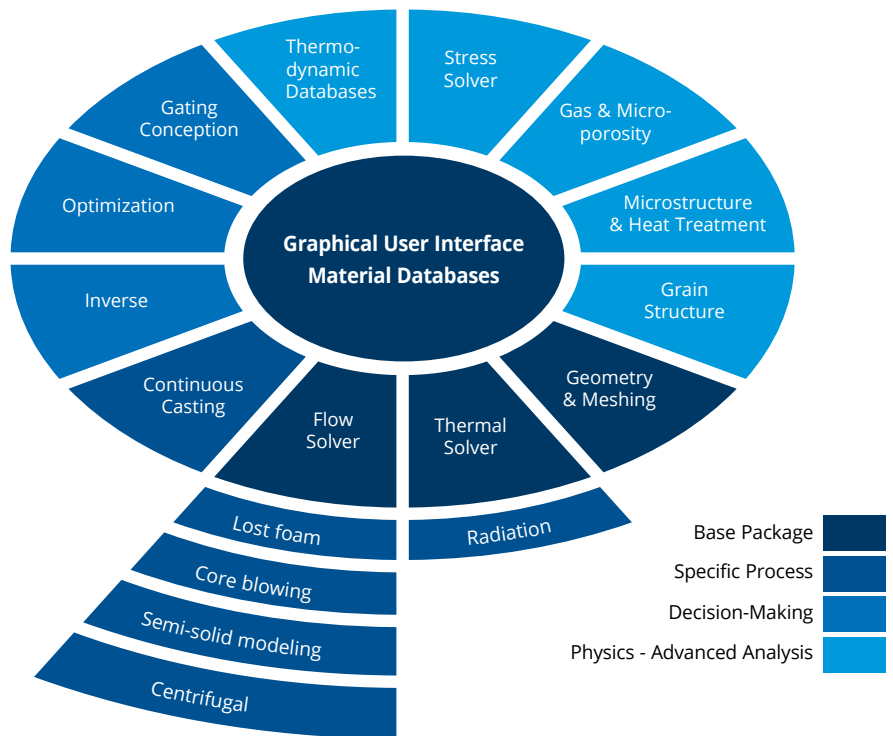 Thermo-
dynamic
Databases
Stress
Solver
Gating
Conception
Gas & Micro-
porosity
Optimization
Microstructure
& Heat Treatment
Graphical User Interface
Material Databases
Inverse
Grain
Structure
Continuous
Casting
Flow
Solver
Thermal
Solver
Geometry
& Meshing
Lost foam
Radiation
Core blowing
Semi-solid modeling
Centrifugal
Base Package
Specific Process
Decision-Making
Physics - Advanced Analysis